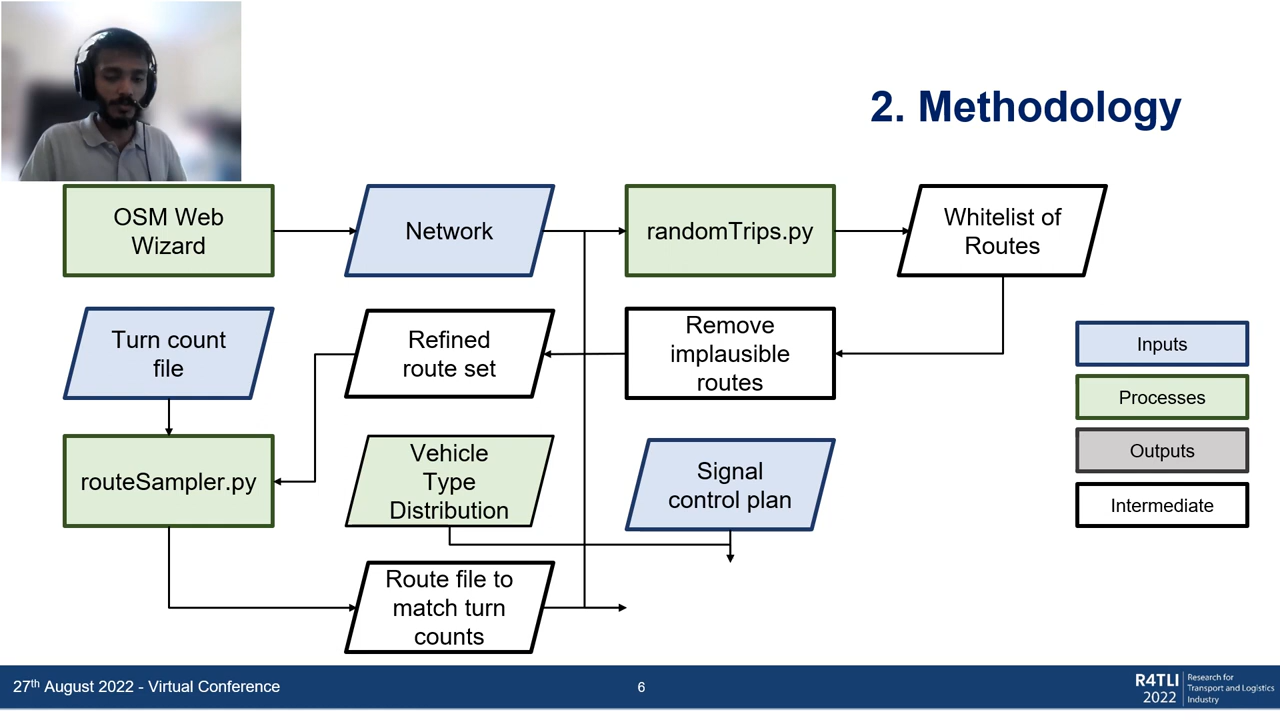 2. Methodology
OSM Web
Wizard
Network
randomTrips.py
Whitelist of
Routes
Turn count
file
Refined
route set
Remove
implausible
routes
Inputs
Processes
Outputs
Intermediate
routeSampler.py
Vehicle
Type
Distribution
Signal
control plan
Route file to
match turn
counts
27th August 2022 - Virtual Conference
6
R4TLI
2022
Research for
Transport and Logistics
Industry